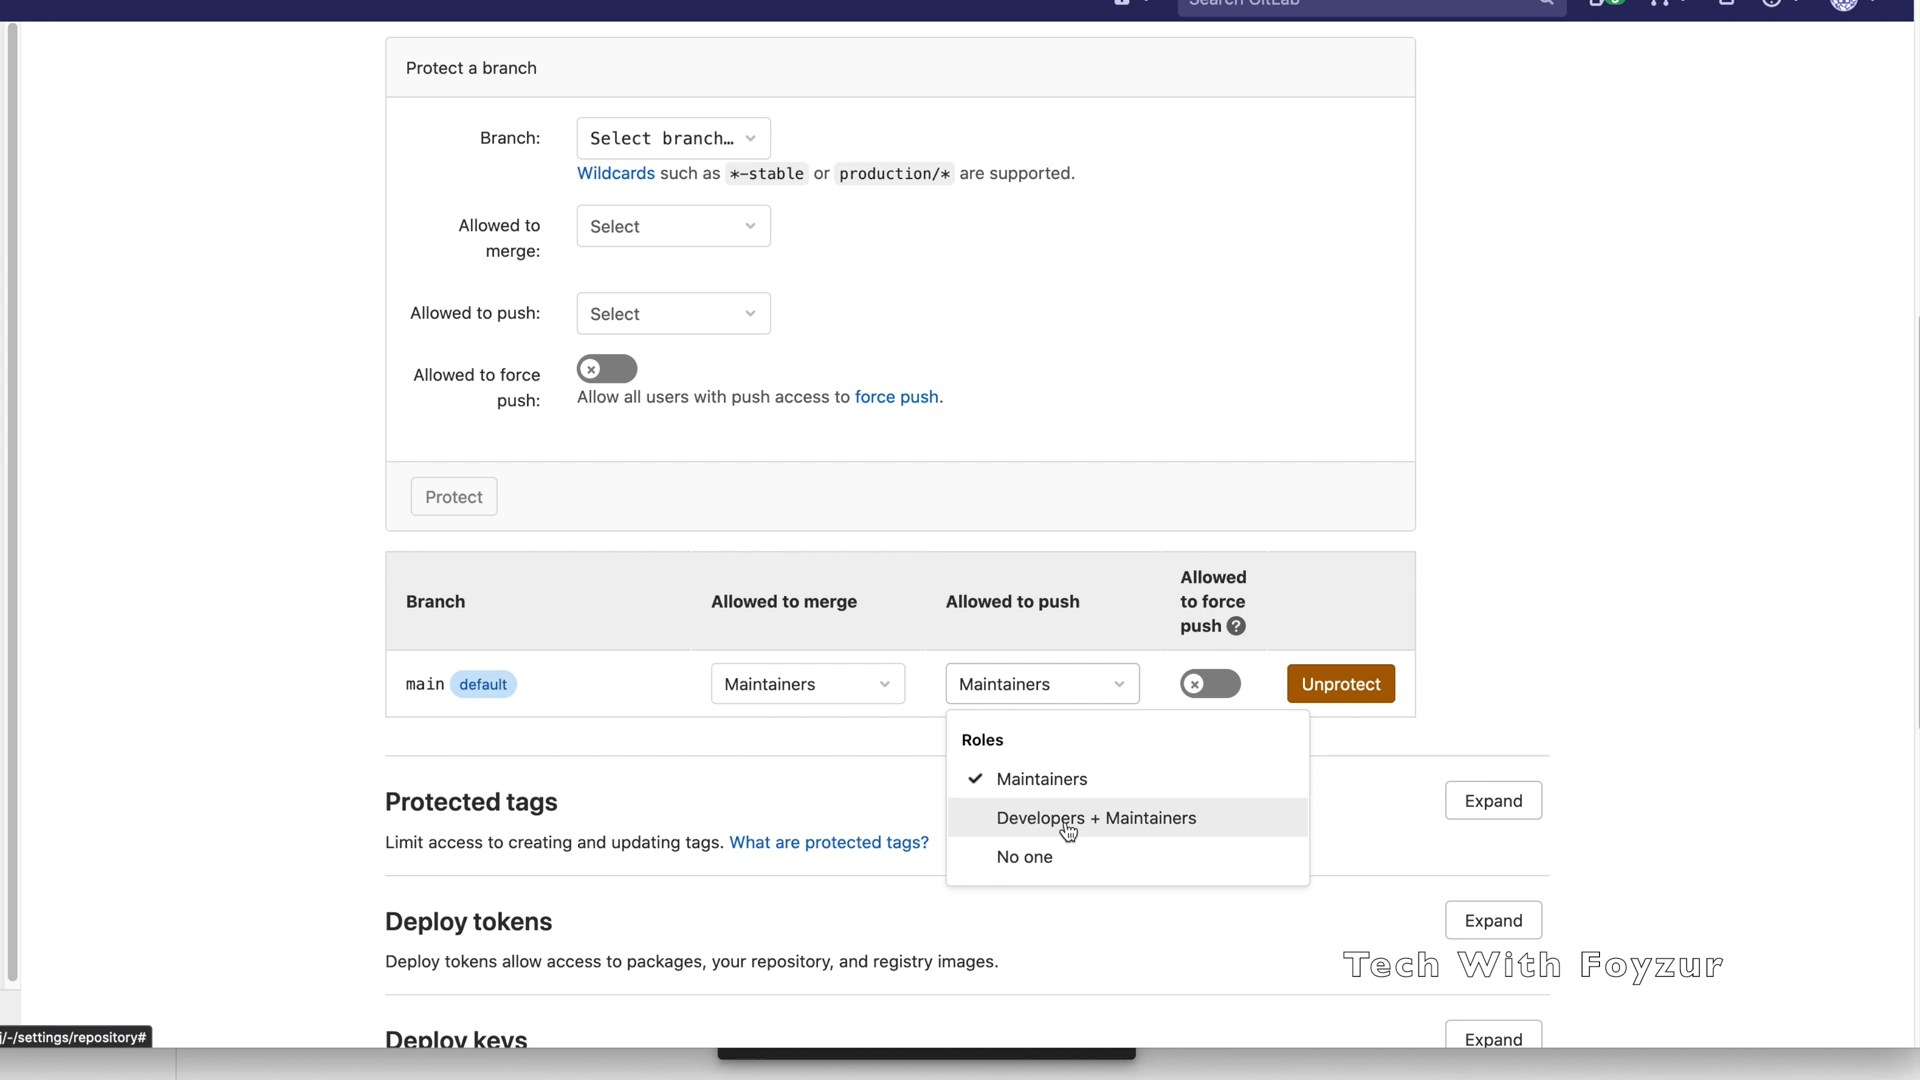 Search GitLab
Protect a branch
Branch:
Select branch…
Wildcards such as *-stable or production/* are supported.
Allowed to
merge:
Select
Allowed to push:
Select
Allowed to force
push:
Allow all users with push access to force push.
Protect
Branch
Allowed to merge
Allowed to push
Allowed
to force
push ?
main default
Maintainers
Maintainers
Unprotect
Roles
Maintainers
Developers + Maintainers
No one
Protected tags
Expand
Limit access to creating and updating tags. What are protected tags?
Deploy tokens
Expand
Deploy tokens allow access to packages, your repository, and registry images.
Tech With Foyzur
Deploy keys
Expand
/-/settings/repository#